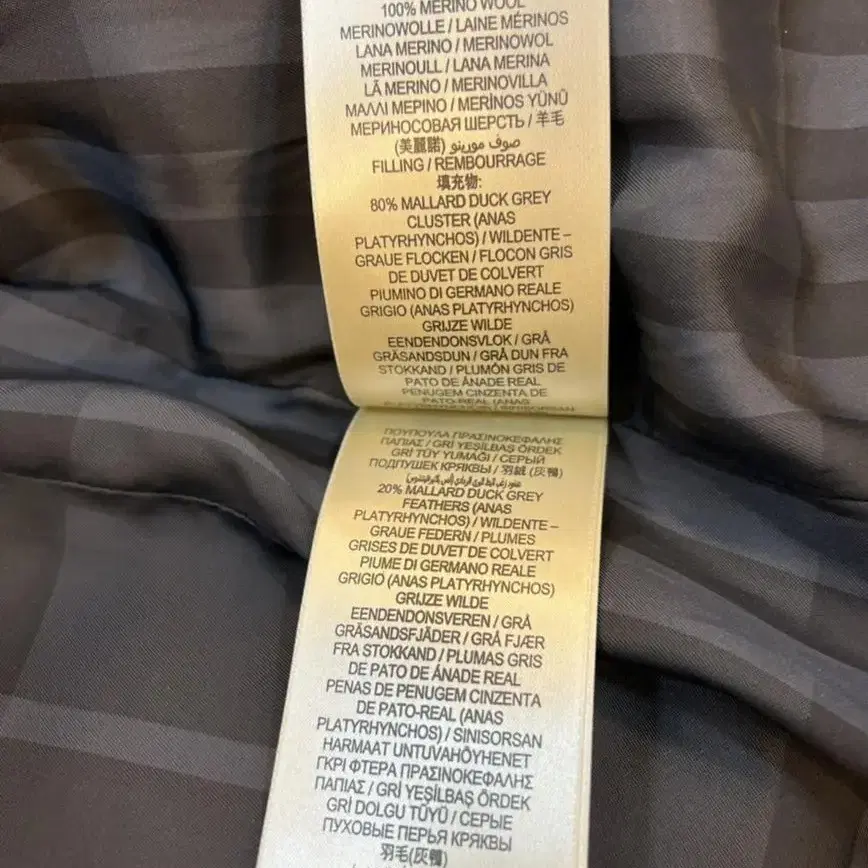 100% MERINO WOOL
MERINOWOLLE / LAINE MÉRINOS
LANA MERINO / MERINOWOL
MERINOULL / LANA MERINA
LÃ MERINO / MERINOVILLA
ΜΑΛΛΙ ΜΕΡΙΝΟ / MERİNOS YÜNÜ
МЕРИНОСОВАЯ ШЕРСТЬ / 羊毛
(美麗諾) صوف مورينو
FILLING / REMBOURRAGE
填充物:
80% MALLARD DUCK GREY
CLUSTER (ANAS
PLATYRHYNCHOS) / WILDENTE –
GRAUE FLOCKEN / FLOCON GRIS
DE DUVET DE COLVERT
PIUMINO DI GERMANO REALE
GRIGIO (ANAS PLATYRHYNCHOS)
GRIJZE WILDE
EENDENDONSVLOK / GRÅ
GRÄSANDSDUN / GRÅ DUN FRA
STOKKAND / PLUMÓN GRIS DE
PATO DE ÁNADE REAL
PENUGEM CINZENTA DE
PATO-REAL (ANAS
PLATYRHYNCHOS) / SINISORSAN
ΠΟΥΠΟΥΛΑ ΠΡΑΣΙΝΟΚΕΦΑΛΗΣ
ΠΑΠΙΑΣ / GRİ YEŞİLBAŞ ÖRDEK
GRİ TÜY YUMAĞI / СЕРЫЙ
ПОДПУШЕК КРЯКВЫ / 羽絨 (灰鴨)
20% MALLARD DUCK GREY
FEATHERS (ANAS
PLATYRHYNCHOS) / WILDENTE –
GRAUE FEDERN / PLUMES
GRISES DE DUVET DE COLVERT
PIUME DI GERMANO REALE
GRIGIO (ANAS PLATYRHYNCHOS)
GRIJZE WILDE
EENDENDONSVEREN / GRÅ
GRÄSANDSFJÄDER / GRÅ FJÆR
FRA STOKKAND / PLUMAS GRIS
DE PATO DE ÁNADE REAL
PENAS DE PENUGEM CINZENTA
DE PATO-REAL (ANAS
PLATYRHYNCHOS) / SINISORSAN
HARMAAT UNTUVAHÖYHENET
ΓΚΡΙ ΦΤΕΡΑ ΠΡΑΣΙΝΟΚΕΦΑΛΗΣ
ΠΑΠΙΑΣ / GRİ YEŞİLBAŞ ÖRDEK
GRİ DOLGU TÜYÜ / СЕРЫЕ
ПУХОВЫЕ ПЕРЬЯ КРЯКВЫ
羽毛(灰鴨)